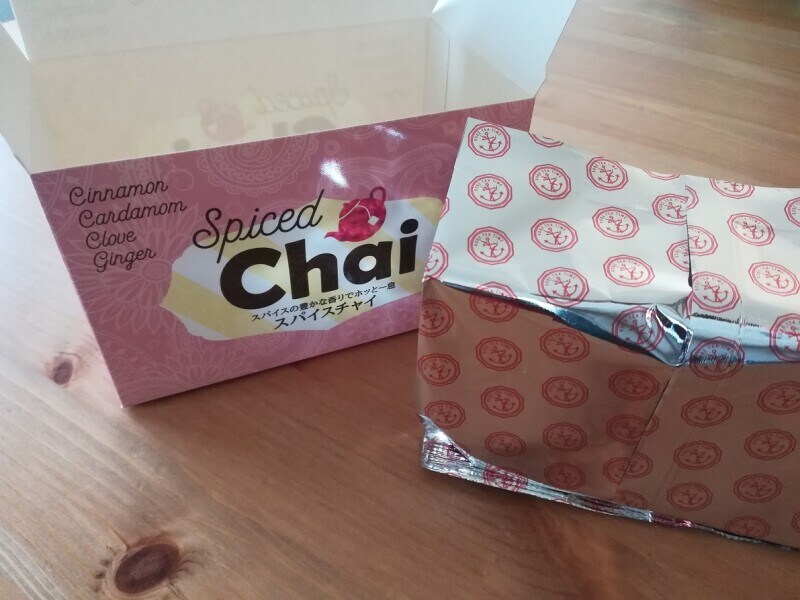 Cinnamon
Cardamom
Clove
Ginger
Spiced
Chai
スパイスの豊かな香りでホッと一息
スパイスチャイ
Spiced